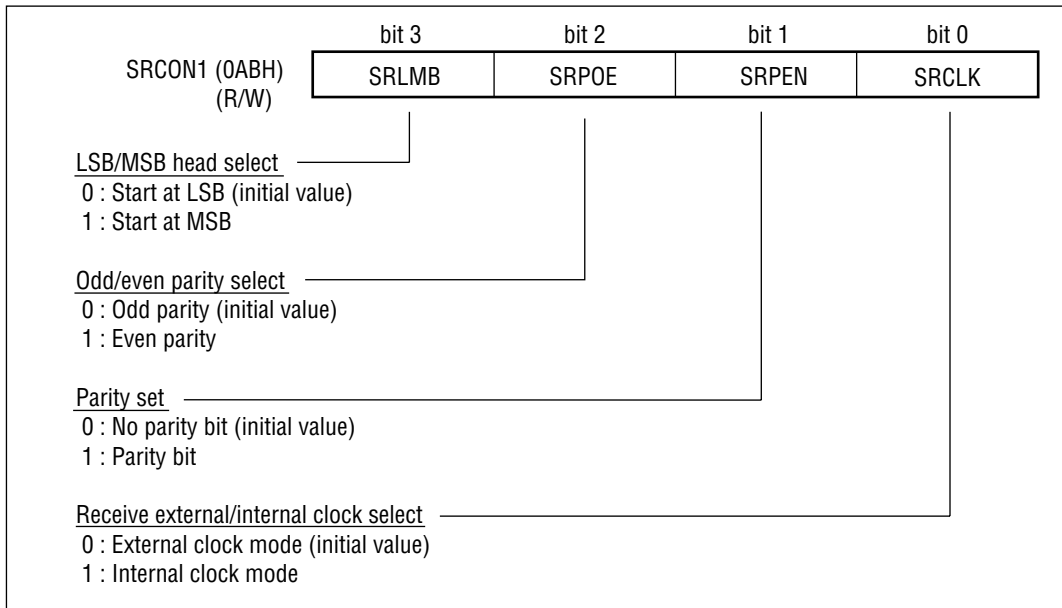 bit 3 bit 2 bit 1 bit 0
SRCON1 (0ABH) SRLMB SRPOE SRPEN SRCLK
(R/W)
LSB/MSB head select
0 : Start at LSB (initial value)
1 : Start at MSB
Odd/even parity select
0 : Odd parity (initial value)
1 : Even parity
Parity set
0 : No parity bit (initial value)
1 : Parity bit
Receive external/internal clock select
0 : External clock mode (initial value)
1 : Internal clock mode